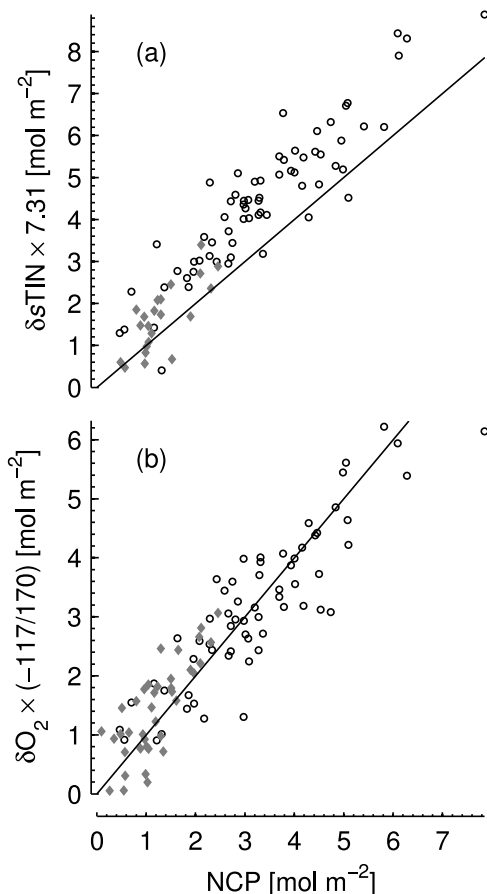 (a)
δsTIN × 7.31 [mol m−2]
8
7
6
5
4
3
2
1
0
(b)
δO2 × (−117/170) [mol m−2]
6
5
4
3
2
1
0
0 1 2 3 4 5 6 7
NCP [mol m−2]